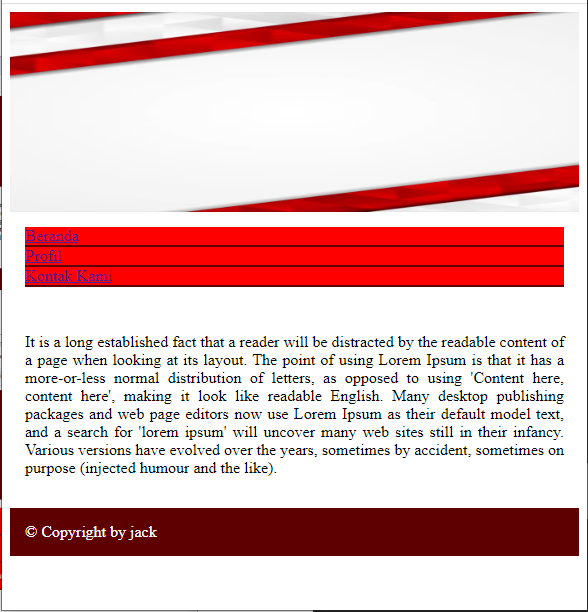 Beranda
Profil
Kontak Kami
It is a long established fact that a reader will be distracted by the readable content of
a page when looking at its layout. The point of using Lorem Ipsum is that it has a
more-or-less normal distribution of letters, as opposed to using 'Content here,
content here', making it look like readable English. Many desktop publishing
packages and web page editors now use Lorem Ipsum as their default model text,
and a search for 'lorem ipsum' will uncover many web sites still in their infancy.
Various versions have evolved over the years, sometimes by accident, sometimes on
purpose (injected humour and the like).
© Copyright by jack